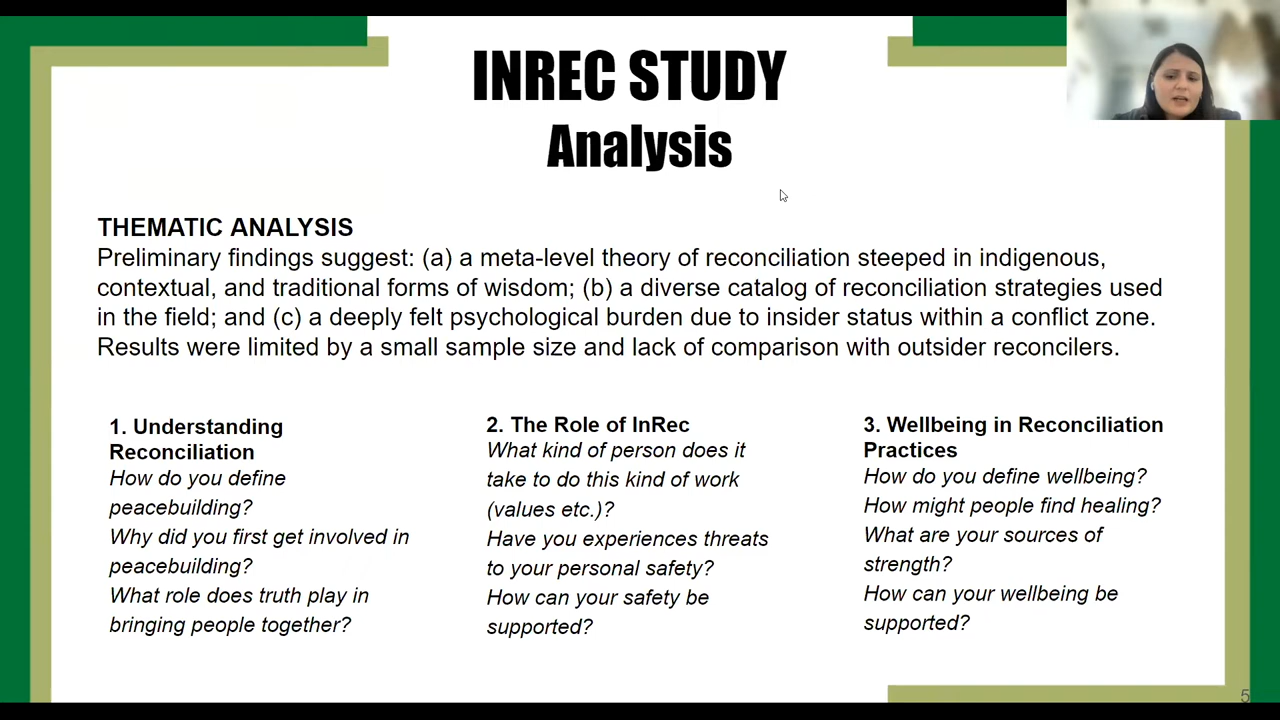 INREC STUDY
Analysis
THEMATIC ANALYSIS
Preliminary findings suggest: (a) a meta-level theory of reconciliation steeped in indigenous,
contextual, and traditional forms of wisdom; (b) a diverse catalog of reconciliation strategies used
in the field; and (c) a deeply felt psychological burden due to insider status within a conflict zone.
Results were limited by a small sample size and lack of comparison with outsider reconcilers.
1. Understanding
Reconciliation
How do you define
peacebuilding?
Why did you first get involved in
peacebuilding?
What role does truth play in
bringing people together?
2. The Role of InRec
What kind of person does it
take to do this kind of work
(values etc.)?
Have you experiences threats
to your personal safety?
How can your safety be
supported?
3. Wellbeing in Reconciliation
Practices
How do you define wellbeing?
How might people find healing?
What are your sources of
strength?
How can your wellbeing be
supported?
5